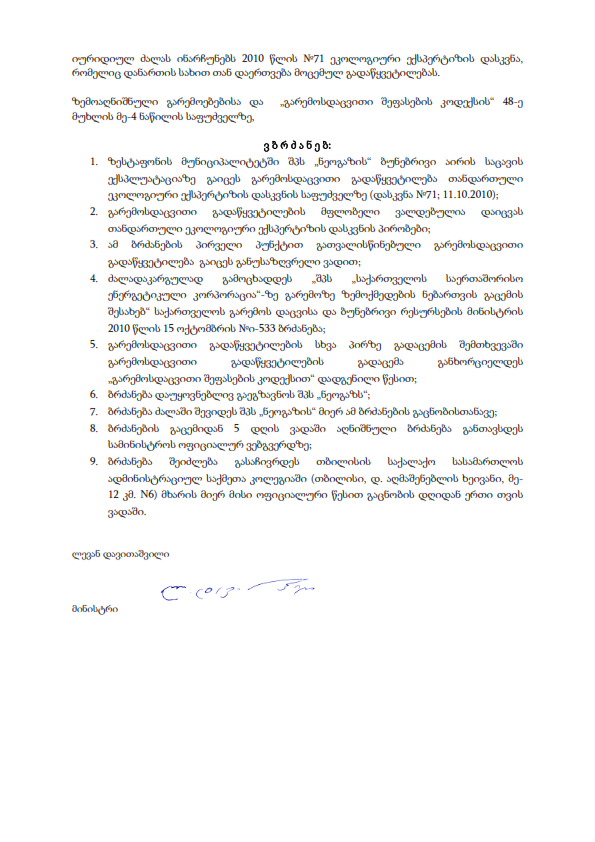 იურიდიულ ძალას ინარჩუნებს 2010 წლის №71 ეკოლოგიური ექსპერტიზის დასკვნა,
რომელიც დანართის სახით თან დაერთვება მოცემულ გადაწყვეტილებას.
ზემოაღნიშნული გარემოებებისა და „გარემოსდაცვითი შეფასების კოდექსის“ 48-ე
მუხლის მე-4 ნაწილის საფუძველზე,
ვ ბ რ ძ ა ნ ე ბ:
1. ზესტაფონის მუნიციპალიტეტში შპს „ნეოგაზის“ ბუნებრივი აირის საცავის
ექსპლუატაციაზე გაიცეს გარემოსდაცვითი გადაწყვეტილება თანდართული
ეკოლოგიური ექსპერტიზის დასკვნის საფუძველზე (დასკვნა №71; 11.10.2010);
2. გარემოსდაცვითი გადაწყვეტილების მფლობელი ვალდებულია დაიცვას
თანდართული ეკოლოგიური ექსპერტიზის დასკვნის პირობები;
3. ამ ბრძანების პირველი პუნქტით გათვალისწინებული გარემოსდაცვითი
გადაწყვეტილება გაიცეს განუსაზღვრელი ვადით;
4. ძალადაკარგულად გამოცხადდეს „შპს „საქართველოს საერთაშორისო
ენერგეტიკული კორპორაცია“-ზე გარემოზე ზემოქმედების ნებართვის გაცემის
შესახებ“ საქართველოს გარემოს დაცვისა და ბუნებრივი რესურსების მინისტრის
2010 წლის 15 ოქტომბრის №ი-533 ბრძანება;
5. გარემოსდაცვითი გადაწყვეტილების სხვა პირზე გადაცემის შემთხვევაში
გარემოსდაცვითი გადაწყვეტილების გადაცემა განხორციელდეს
„გარემოსდაცვითი შეფასების კოდექსით“ დადგენილი წესით;
6. ბრძანება დაუყოვნებლივ გაეგზავნოს შპს „ნეოგაზს“;
7. ბრძანება ძალაში შევიდეს შპს „ნეოგაზის“ მიერ ამ ბრძანების გაცნობისთანავე;
8. ბრძანების გაცემიდან 5 დღის ვადაში აღნიშნული ბრძანება განთავსდეს
სამინისტროს ოფიციალურ ვებგვერდზე;
9. ბრძანება შეიძლება გასაჩივრდეს თბილისის საქალაქო სასამართლოს
ადმინისტრაციულ საქმეთა კოლეგიაში (თბილისი, დ. აღმაშენებლის ხეივანი, მე-
12 კმ. N6) მხარის მიერ მისი ოფიციალური წესით გაცნობის დღიდან ერთი თვის
ვადაში.
ლევან დავითაშვილი
მინისტრი